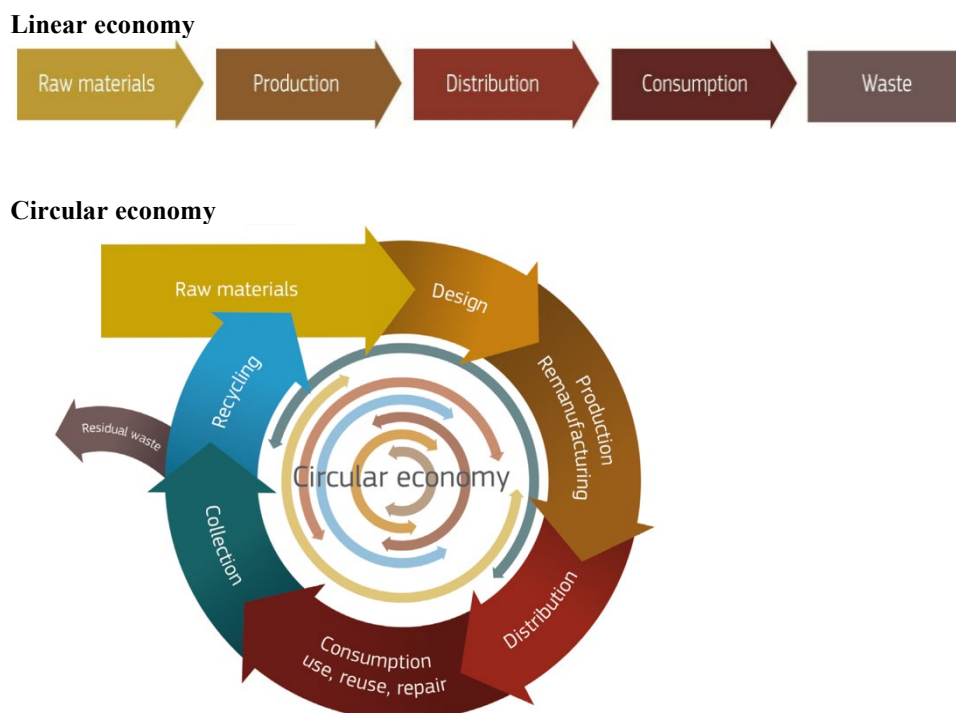 Linear economy
Raw materials
Production
Distribution
Consumption
Waste
Circular economy
Raw materials
Design
Production
Remanufacturing
Distribution
Consumption
use, reuse, repair
Collection
Recycling
Residual waste
Circular economy